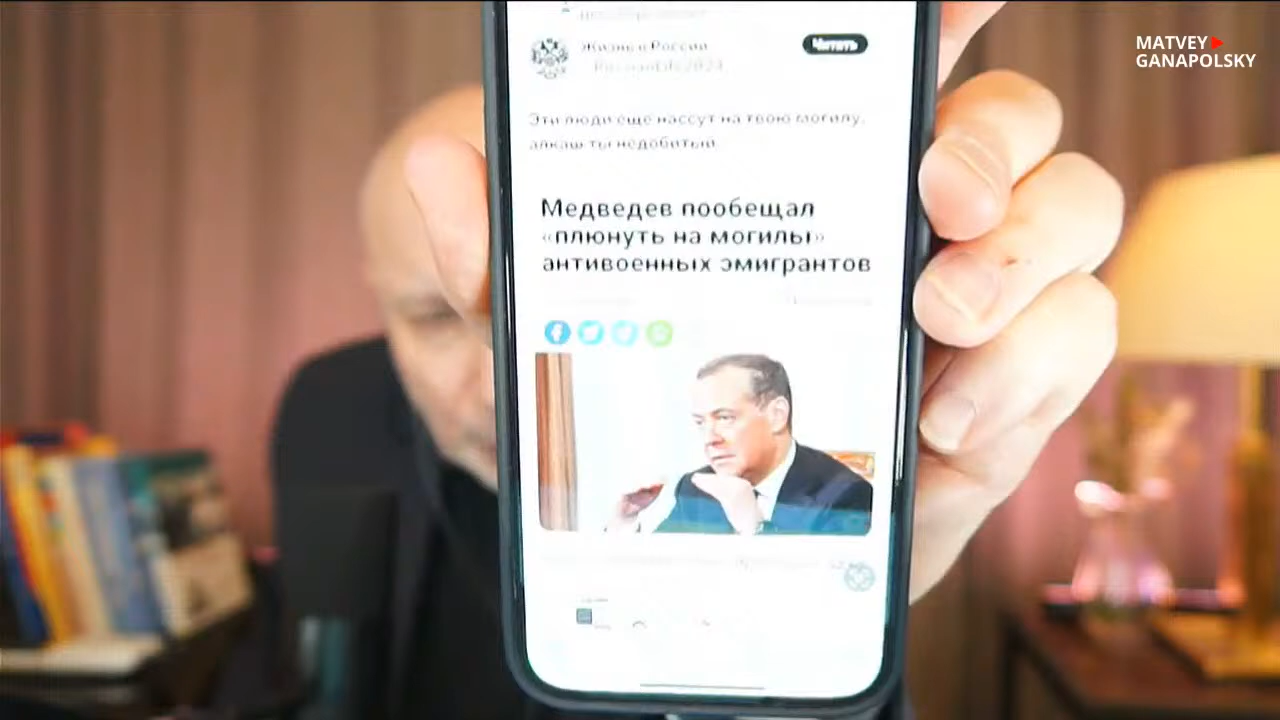 MATVEY
GANAPOLSKY
Жизнь в России
Читать
Эти люди еще нассут на твою могилу,
алкаш ты недобитый
Медведев пообещал
«плюнуть на могилы»
антивоенных эмигрантов